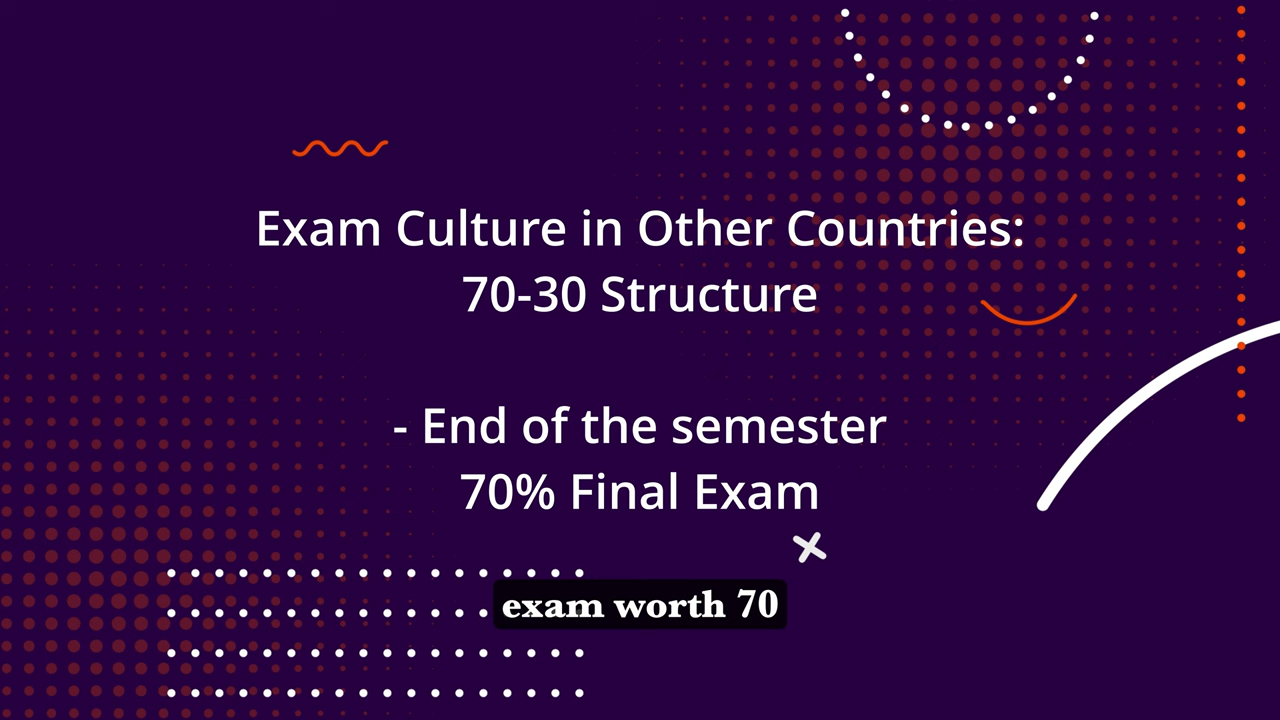 Exam Culture in Other Countries:
70-30 Structure
- End of the semester
70% Final Exam
exam worth 70